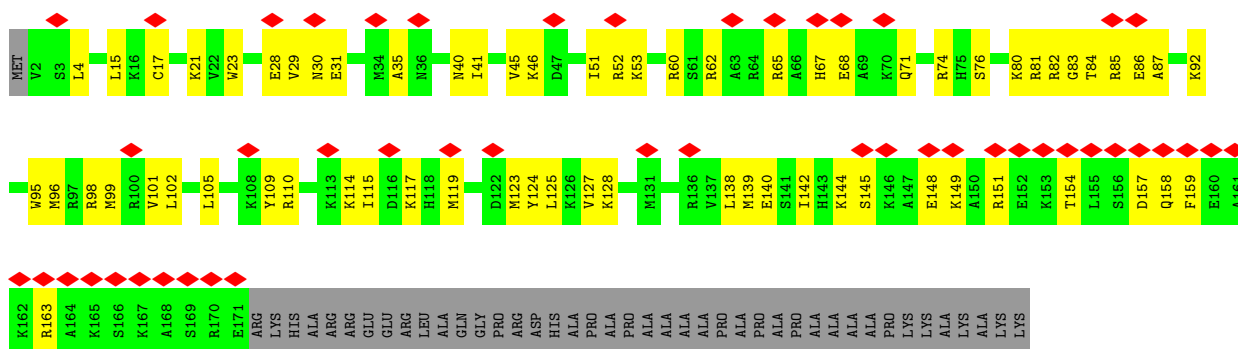 MET V2 S3 L4 L15 K16 C17 K21 V22 W23 E28 V29 N30 E31 M34 A35 N36 N40 I41 V45 K46 D47 I51 R52 K53 R60 S61 R62 A63 R64 R65 A66 H67 E68 A69 K70 Q71 R74 H75 S76 K80 R81 R82 G83 T84 R85 E86 A87 K92
W95 M96 R97 R98 M99 R100 V101 L102 L105 K108 Y109 R110 K113 K114 I115 D116 K117 H118 M119 D122 M123 Y124 L125 K126 V127 K128 M131 R136 V137 L138 M139 E140 S141 I142 H143 K144 S145 K146 A147 E148 K149 A150 R151 E152 K153 T154 L155 S156 D157 Q158 F159 E160 A161
K162 R163 A164 K165 S166 K167 A168 S169 R170 E171 ARG LYS HIS ALA ARG ARG GLU GLU ARG LEU ALA GLN GLY PRO ARG ASP HIS ALA PRO ALA PRO ALA ALA ALA ALA ALA PRO ALA PRO ALA PRO ALA ALA ALA ALA ALA PRO LYS LYS ALA LYS ALA LYS LYS